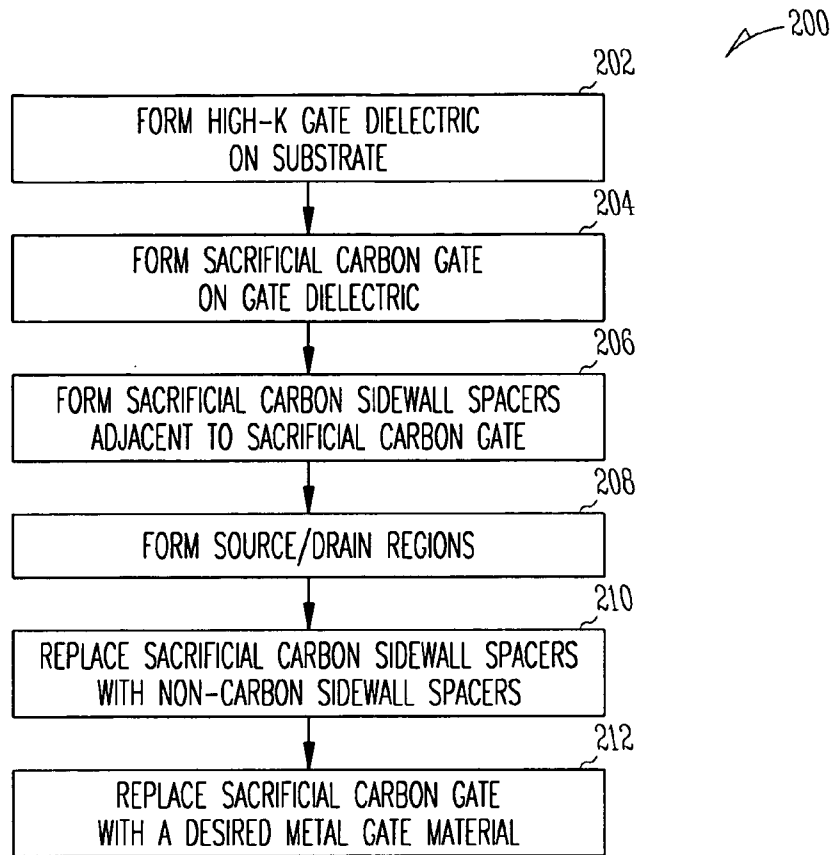 200
202
FORM HIGH-K GATE DIELECTRIC
ON SUBSTRATE
204
FORM SACRIFICIAL CARBON GATE
ON GATE DIELECTRIC
206
FORM SACRIFICIAL CARBON SIDEWALL SPACERS
ADJACENT TO SACRIFICIAL CARBON GATE
208
FORM SOURCE/DRAIN REGIONS
210
REPLACE SACRIFICIAL CARBON SIDEWALL SPACERS
WITH NON-CARBON SIDEWALL SPACERS
212
REPLACE SACRIFICIAL CARBON GATE
WITH A DESIRED METAL GATE MATERIAL